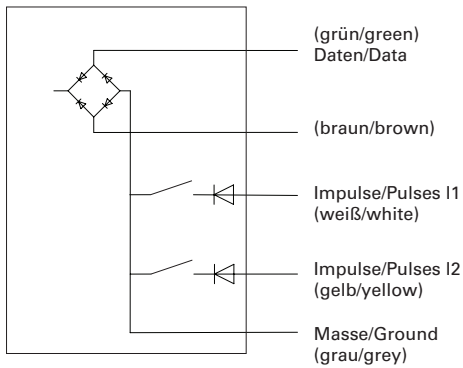 (grün/green)
Daten/Data
(braun/brown)
Impulse/Pulses I1
(weiß/white)
Impulse/Pulses I2
(gelb/yellow)
Masse/Ground
(grau/grey)